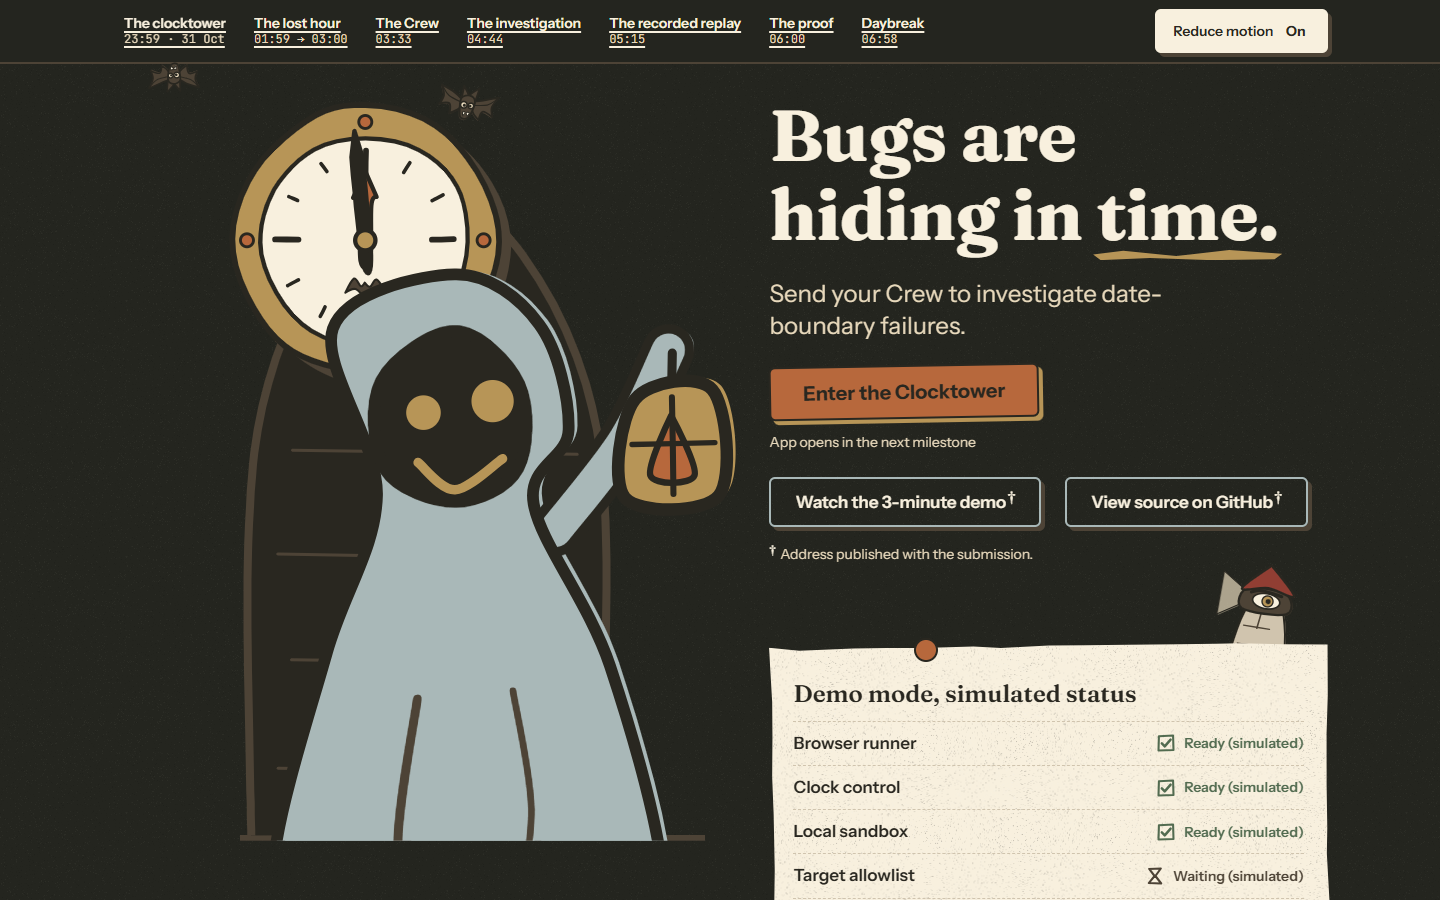 The clocktower
23:59 · 31 Oct
The lost hour
01:59 → 03:00
The Crew
03:33
The investigation
04:44
The recorded replay
05:15
The proof
06:00
Daybreak
06:58
Reduce motion On
Bugs are
hiding in time.
Send your Crew to investigate date-
boundary failures.
Enter the Clocktower
App opens in the next milestone
Watch the 3-minute demo†
View source on GitHub†
† Address published with the submission.
Demo mode, simulated status
Browser runner Ready (simulated)
Clock control Ready (simulated)
Local sandbox Ready (simulated)
Target allowlist Waiting (simulated)